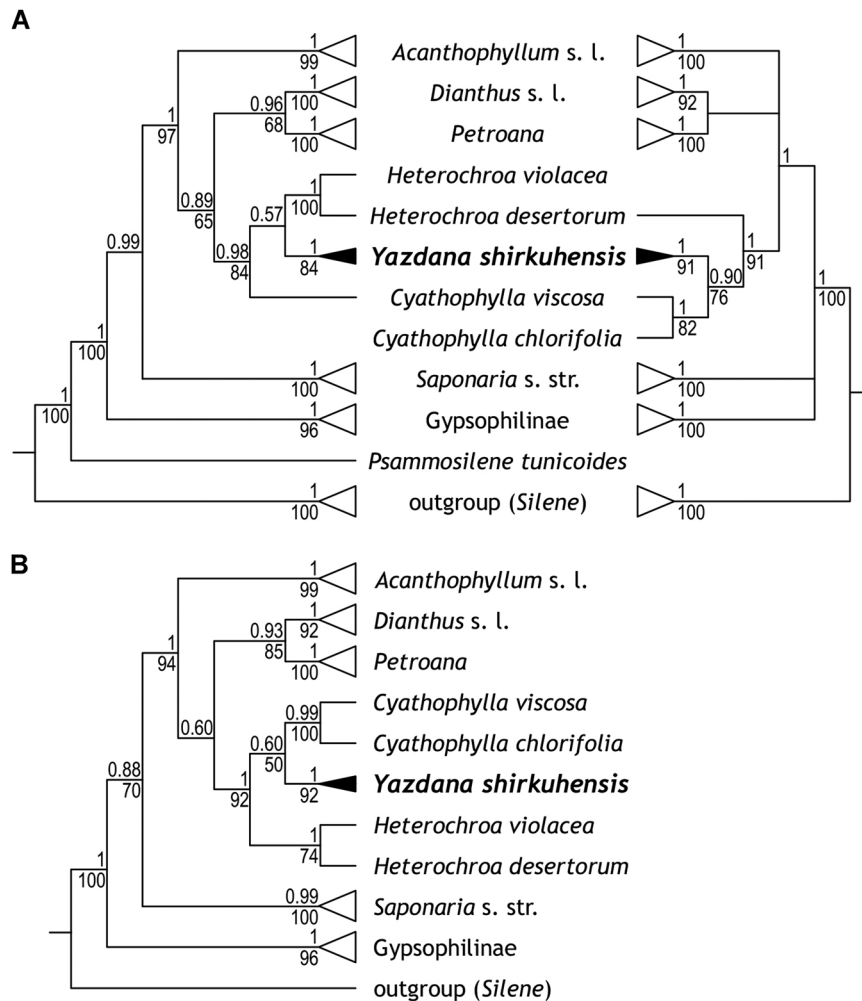 A
1 99 Acanthophyllum s. l. 1 100
1 97
0.96 68 1 100 Dianthus s. l. 1 92
1 100 Petroana 1 100
1
0.89 65
1 100 Heterochroa violacea
0.57
Heterochroa desertorum
0.98 84
1 84 Yazdana shirkuhensis 1 91
1 91
0.90 76
0.99
Cyathophylla viscosa
1 82
1 100
Cyathophylla chlorifolia
1 100
1 100 Saponaria s. str. 1 100
1 96 Gypsophilinae 1 100
1 100
Psammosilene tunicoides
1 100 outgroup (Silene) 1 100
B
1 99 Acanthophyllum s. l.
1 92 Dianthus s. l.
0.93 85
1 94
1 100 Petroana
0.99 100 Cyathophylla viscosa
0.60
0.60 50
Cyathophylla chlorifolia
0.88 70
1 92
1 92 Yazdana shirkuhensis
Heterochroa violacea
1 74
Heterochroa desertorum
1 100
0.99 100 Saponaria s. str.
1 96 Gypsophilinae
outgroup (Silene)